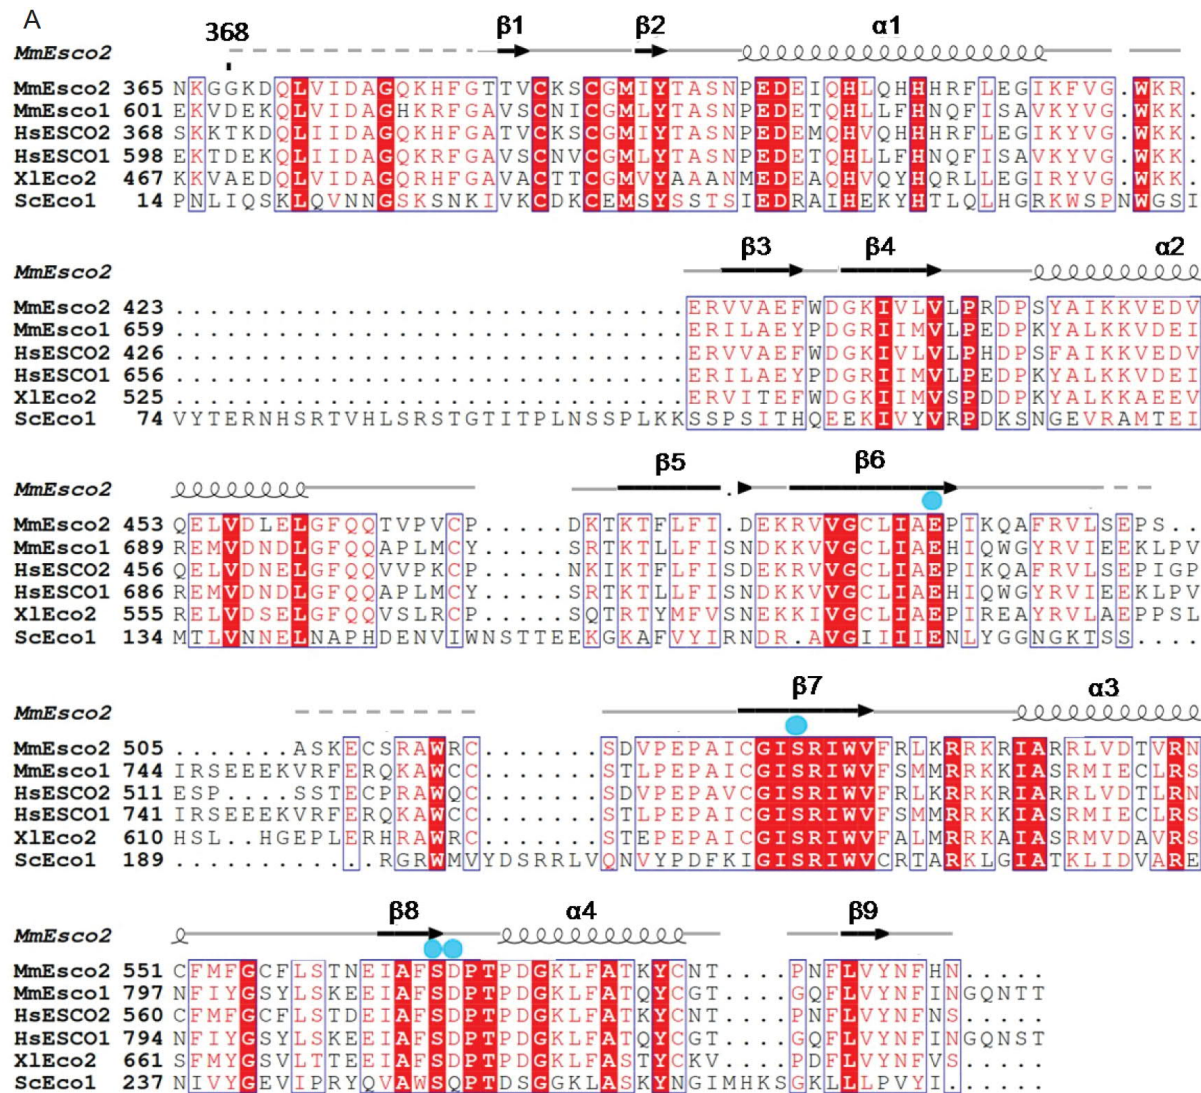 A
368 β1 β2 α1
MmEsco2
MmEsco2 365 NKGGKDQLVIDAGQKHFGTTVCKSCGMIYTASNPEDEIQHLQHHHRFLEGIKFVG.WKR.
MmEsco1 601 EKVDEKQLVIDAGHKRFGAVSCNICGMLYTASNPEDETQHLLFHNQFISAVKYVG.WKK.
HsESCO2 368 SKKTKDQLIIDAGQKHFGATVCKSCGMIYTASNPEDEMQHVQHHHRFLEGIKYVG.WKK.
HsESCO1 598 EKTDEKQLIIDAGQKRFGAVSCNVCGMLYTASNPEDETQHLLFHNQFISAVKYVG.WKK.
XlEco2 467 KKVAEDQLVIDAGQRHFGAVACTTCGMVYAAANMEDEAQHVQYHQRLLEGIRYVG.WKK.
ScEco1 14 PNLIQSKLQVNNGSKSNKIVKCDKCEMSYSSTSIEDRAIHEKYHTLQLHGRKWSPNWGSI
β3 β4 α2
MmEsco2
MmEsco2 423 ..............................ERVVAEFWDGKIVLVLPRDPSYAIKKVEDV
MmEsco1 659 ..............................ERILAEYPDGRIIMVLPEDPKYALKKVDEI
HsESCO2 426 ..............................ERVVAEFWDGKIVLVLPHDPSFAIKKVEDV
HsESCO1 656 ..............................ERILAEYPDGRIIMVLPEDPKYALKKVDEI
XlEco2 525 ..............................ERVITEFWDGKIVMVSPDDPKYALKKAEEV
ScEco1 74 VYTERNHSRTVHLSRSTGTITPLNSSPLKKSSPSITHQEEKIVYVRPDKSNGEVRAMTEI
β5 β6
MmEsco2 .
MmEsco2 453 QELVDLELGFQQTVPVCP.....DKTKTFLFI.DEKRVVGCLIAEPIKQAFRVLSEPS..
MmEsco1 689 REMVDNDLGFQQAPLMCY.....SRTKTLLFISNDKKVVGCLIAEHIQWGYRVIEEKLPV
HsESCO2 456 QELVDNELGFQQVVPKCP.....NKIKTFLFISDEKRVVGCLIAEPIKQAFRVLSEPIGP
HsESCO1 686 REMVDNDLGFQQAPLMCY.....SRTKTLLFISNDKKVVGCLIAEHIQWGYRVIEEKLPV
XlEco2 555 RELVDSELGFQQVSLRCP.....SQTRTYMFVSNEKKIVGCLIAEPIREAYRVLAEPPSL
ScEco1 134 MTLVNNELNAPHDENVIWNSTTEEKGKAFVYIRNDR.AVGIIIIENLYGGNGKTSS....
β7 α3
MmEsco2
MmEsco2 505 .......ASKECSRAWRC.......SDVPEPAICGISRIWVFRLKRRKRIARRLVDTVRN
MmEsco1 744 IRSEEEKVRFERQKAWCC.......STLPEPAICGISRIWVFSMMRRKKIASRMIECLRS
HsESCO2 511 ESP.....SSTECPRAWQC.......SDVPEPAVCGISRIWVFRLKRRKRIARRLVDTLRN
HsESCO1 741 IRSEEEKVRFERQKAWCC.......STLPEPAICGISRIWVFSMMRRKKIASRMIECLRS
XlEco2 610 HSL..HGEPLERHRAWRC.......STEPEPAICGISRIWVFALMRRKAIASRMVDAVRS
ScEco1 189 ............RGRWMVYDSRRLVQNVYPDFKIGISRIWVCRTARKLGIATKLIDVARE
β8 α4 β9
MmEsco2
MmEsco2 551 CFMFGCFLSTNEIAFSDPTPDGKLFATKYCNT....PNFLVYNFHN.....
MmEsco1 797 NFIYGSYLSKEEIAFSDPTPDGKLFATQYCGT....GQFLVYNFINGQNTT
HsESCO2 560 CFMFGCFLSTDEIAFSDPTPDGKLFATKYCNT....PNFLVYNFNS.....
HsESCO1 794 NFIYGSYLSKEEIAFSDPTPDGKLFATQYCGT....GQFLVYNFINGQNST
XlEco2 661 SFMYGSVLTTEEIAFSDPTPDGKLFASTYCKV....PDFLVYNFVS.....
ScEco1 237 NIVYGEVIPRYQVAWSQPTDSGGKLASKYNGIMHKSGKLLLPVYI......